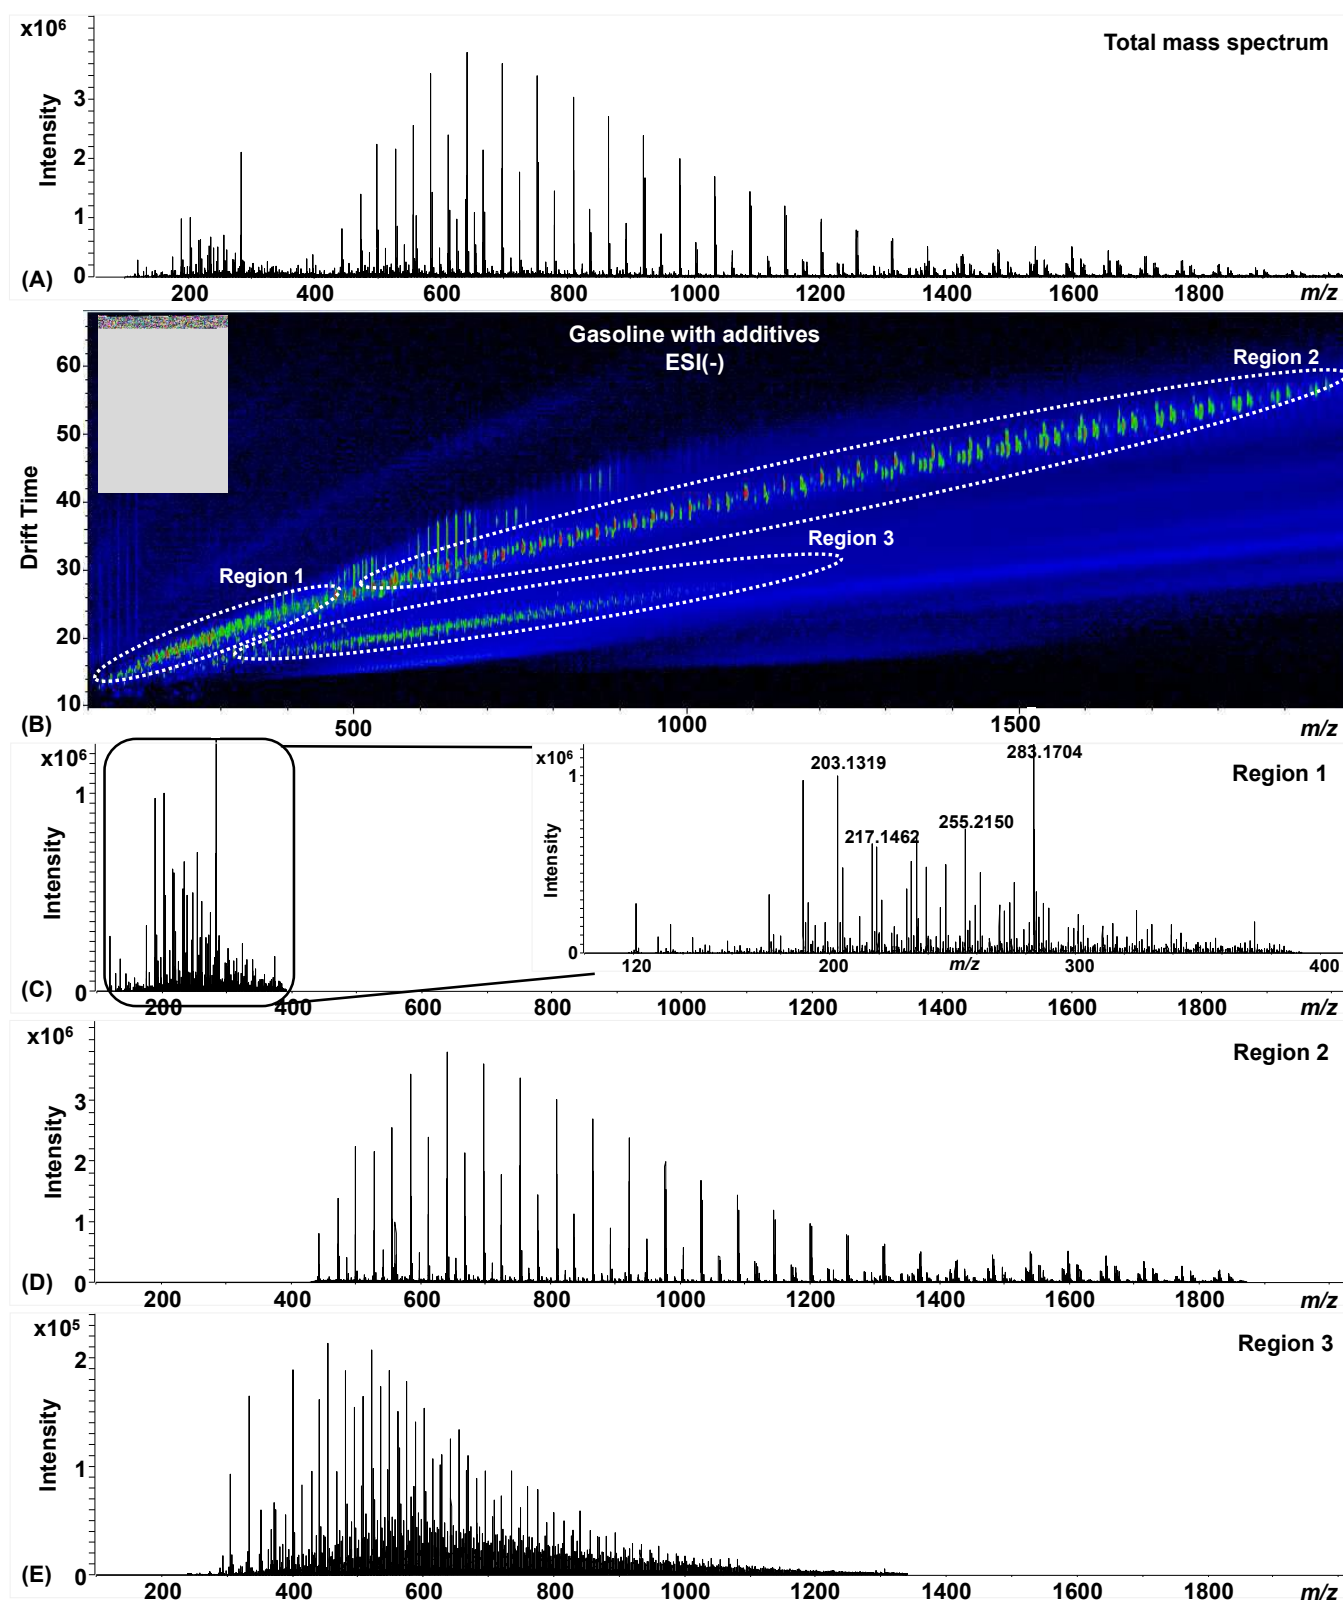 x10⁶
Total mass spectrum
Intensity
3
2
1
0
(A)
200 400 600 800 1000 1200 1400 1600 1800 m/z
Gasoline with additives
ESI(-)
Region 2
Region 3
Region 1
Drift Time
60
50
40
30
20
10
(B)
500 1000 1500 m/z
x10⁶
1
Intensity
0
(C)
200 400 600 800 1000 1200 1400 1600 1800 m/z
x10⁶
1
Intensity
0
203.1319
217.1462
255.2150
283.1704
Region 1
120 200 m/z 300 400
x10⁶
Region 2
Intensity
3
2
1
0
(D)
200 400 600 800 1000 1200 1400 1600 1800 m/z
x10⁵
Region 3
Intensity
2
1
0
(E)
200 400 600 800 1000 1200 1400 1600 1800 m/z